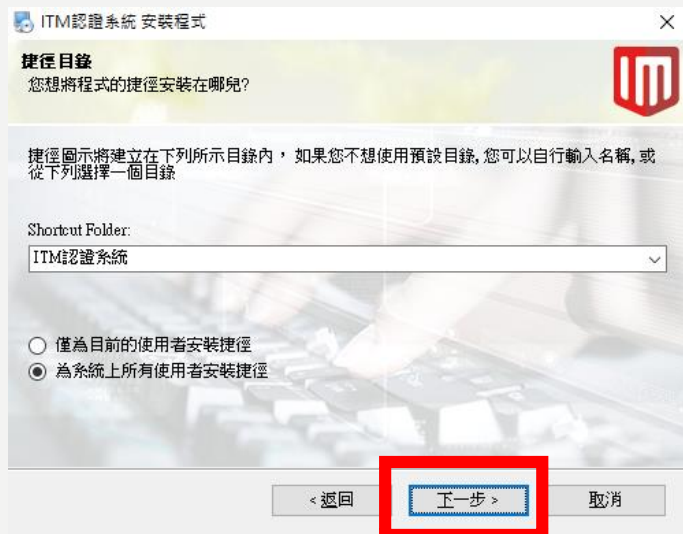 ITM認證系統 安裝程式
捷徑目錄
您想將程式的捷徑安裝在哪兒?
捷徑圖示將建立在下列所示目錄內， 如果您不想使用預設目錄, 您可以自行輸入名稱, 或
從下列選擇一個目錄
Shortcut Folder:
ITM認證系統
僅為目前的使用者安裝捷徑
為系統上所有使用者安裝捷徑
< 返回 下一步 > 取消